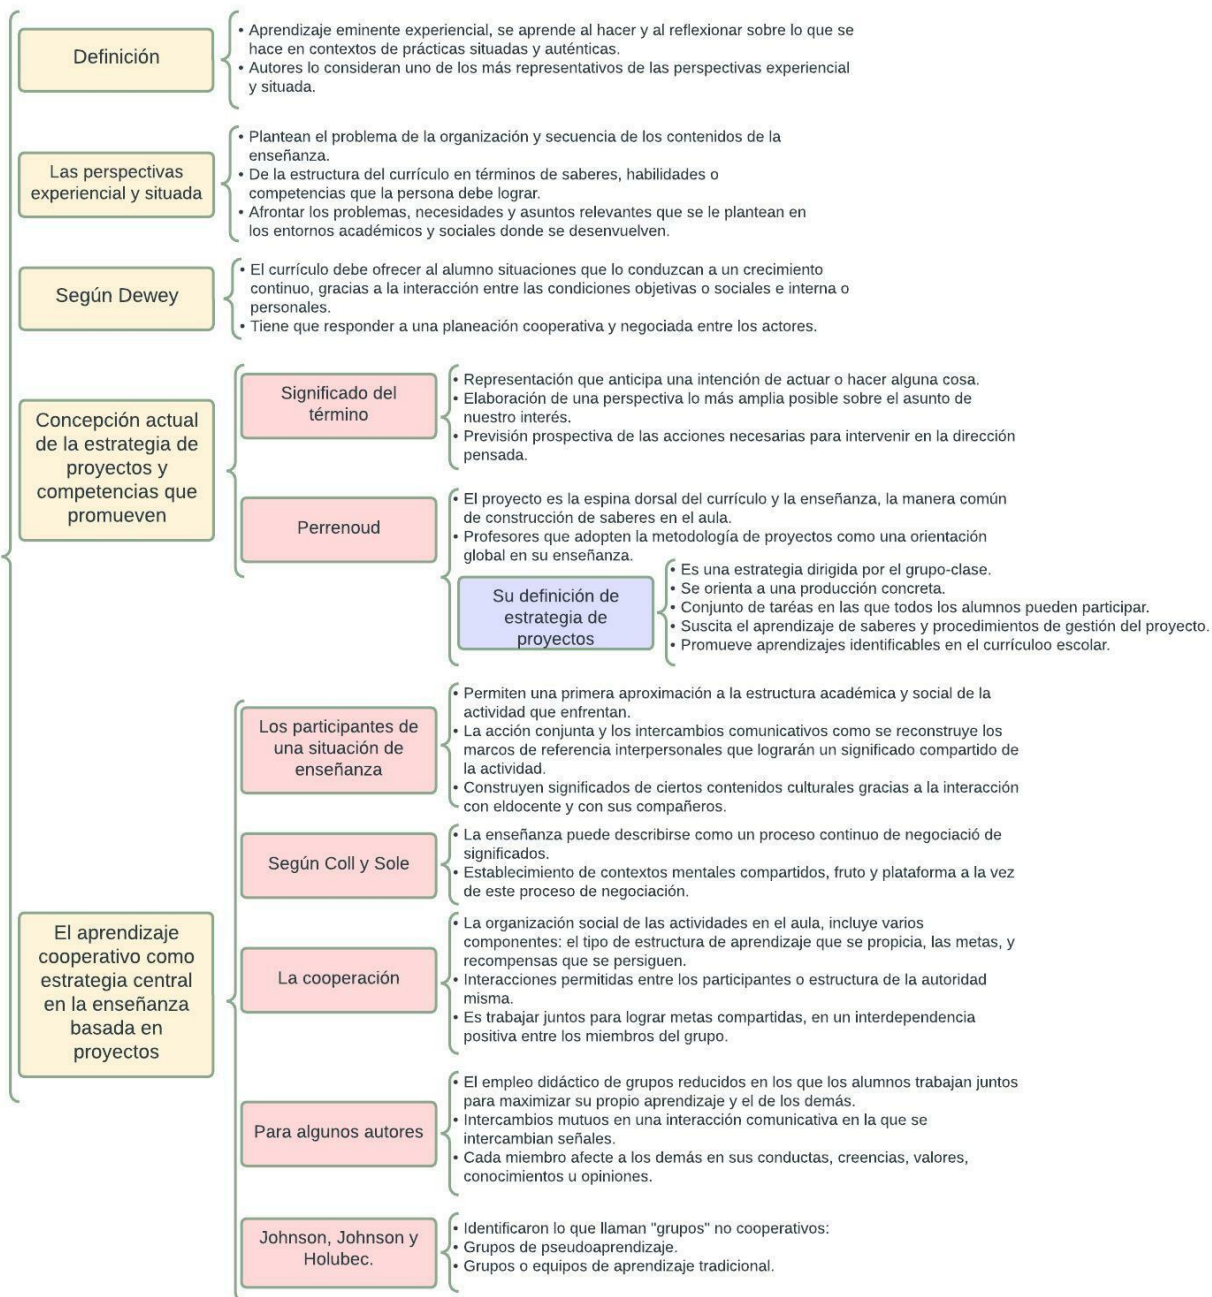 Definición
• Aprendizaje eminente experiencial, se aprende al hacer y al reflexionar sobre lo que se
hace en contextos de prácticas situadas y auténticas.
• Autores lo consideran uno de los más representativos de las perspectivas experiencial
y situada.
Las perspectivas
experiencial y situada
• Plantean el problema de la organización y secuencia de los contenidos de la
enseñanza.
• De la estructura del currículo en términos de saberes, habilidades o
competencias que la persona debe lograr.
• Afrontar los problemas, necesidades y asuntos relevantes que se le plantean en
los entornos académicos y sociales donde se desenvuelven.
Según Dewey
• El currículo debe ofrecer al alumno situaciones que lo conduzcan a un crecimiento
continuo, gracias a la interacción entre las condiciones objetivas o sociales e interna o
personales.
• Tiene que responder a una planeación cooperativa y negociada entre los actores.
Concepción actual
de la estrategia de
proyectos y
competencias que
promueven
Significado del
término
• Representación que anticipa una intención de actuar o hacer alguna cosa.
• Elaboración de una perspectiva lo más amplia posible sobre el asunto de
nuestro interés.
• Previsión prospectiva de las acciones necesarias para intervenir en la dirección
pensada.
Perrenoud
• El proyecto es la espina dorsal del currículo y la enseñanza, la manera común
de construcción de saberes en el aula.
• Profesores que adopten la metodología de proyectos como una orientación
global en su enseñanza.
Su definición de
estrategia de
proyectos
• Es una estrategia dirigida por el grupo-clase.
• Se orienta a una producción concreta.
• Conjunto de taréas en las que todos los alumnos pueden participar.
• Suscita el aprendizaje de saberes y procedimientos de gestión del proyecto.
• Promueve aprendizajes identificables en el currículoo escolar.
El aprendizaje
cooperativo como
estrategia central
en la enseñanza
basada en
proyectos
Los participantes de
una situación de
enseñanza
• Permiten una primera aproximación a la estructura académica y social de la
actividad que enfrentan.
• La acción conjunta y los intercambios comunicativos como se reconstruye los
marcos de referencia interpersonales que lograrán un significado compartido de
la actividad.
• Construyen significados de ciertos contenidos culturales gracias a la interacción
con eldocente y con sus compañeros.
Según Coll y Sole
• La enseñanza puede describirse como un proceso continuo de negociació de
significados.
• Establecimiento de contextos mentales compartidos, fruto y plataforma a la vez
de este proceso de negociación.
La cooperación
• La organización social de las actividades en el aula, incluye varios
componentes: el tipo de estructura de aprendizaje que se propicia, las metas, y
recompensas que se persiguen.
• Interacciones permitidas entre los participantes o estructura de la autoridad
misma.
• Es trabajar juntos para lograr metas compartidas, en un interdependencia
positiva entre los miembros del grupo.
Para algunos autores
• El empleo didáctico de grupos reducidos en los que los alumnos trabajan juntos
para maximizar su propio aprendizaje y el de los demás.
• Intercambios mutuos en una interacción comunicativa en la que se
intercambian señales.
• Cada miembro afecte a los demás en sus conductas, creencias, valores,
conocimientos u opiniones.
Johnson, Johnson y
Holubec.
• Identificaron lo que llaman "grupos" no cooperativos:
• Grupos de pseudoaprendizaje.
• Grupos o equipos de aprendizaje tradicional.